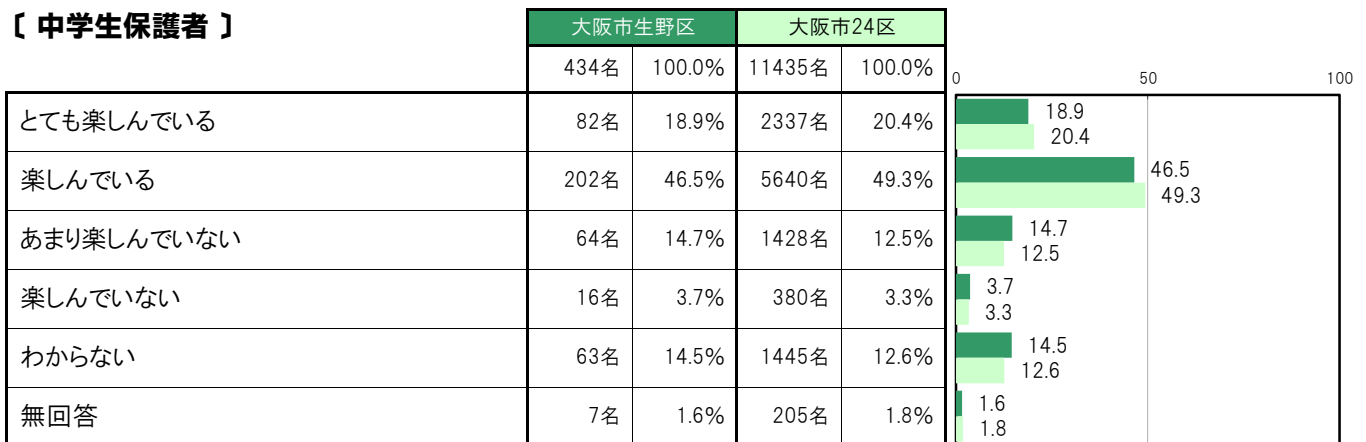 〔 中学生保護者 〕
大阪市生野区 大阪市24区
434名 100.0% 11435名 100.0%
0 50 100
とても楽しんでいる 82名 18.9% 2337名 20.4%
18.9
20.4
楽しんでいる 202名 46.5% 5640名 49.3%
46.5
49.3
あまり楽しんでいない 64名 14.7% 1428名 12.5%
14.7
12.5
楽しんでいない 16名 3.7% 380名 3.3%
3.7
3.3
わからない 63名 14.5% 1445名 12.6%
14.5
12.6
無回答 7名 1.6% 205名 1.8%
1.6
1.8